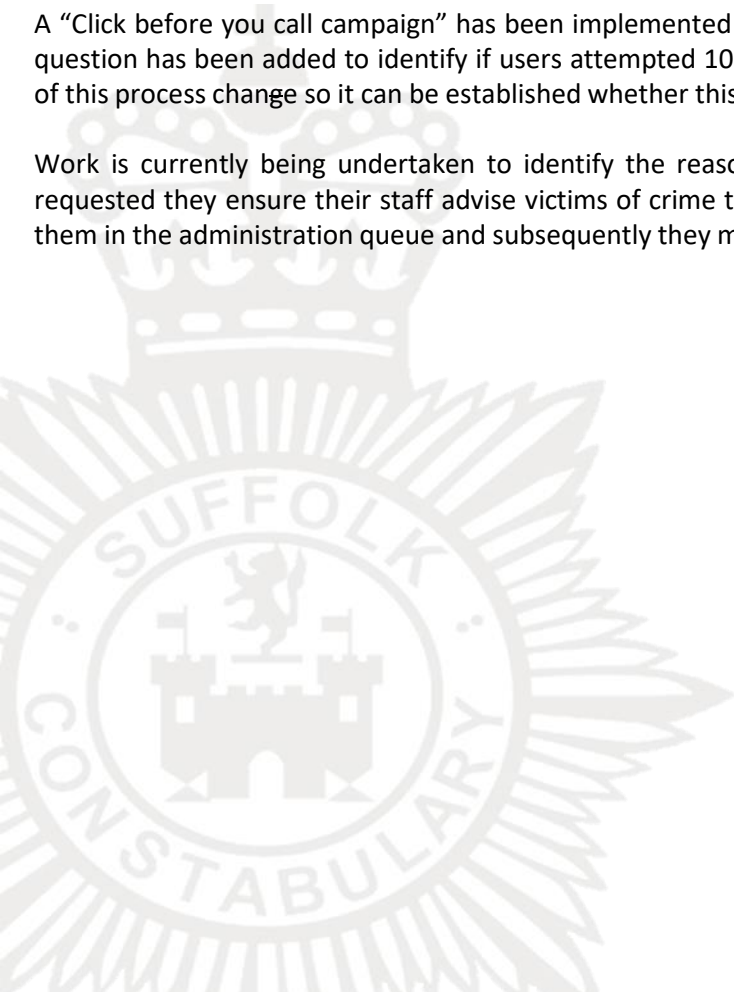 A “Click before you call campaign” has been implemented
question has been added to identify if users attempted 10
of this process change so it can be established whether this
Work is currently being undertaken to identify the reaso
requested they ensure their staff advise victims of crime t
them in the administration queue and subsequently they m
SUFFOLK
CONSTABULARY